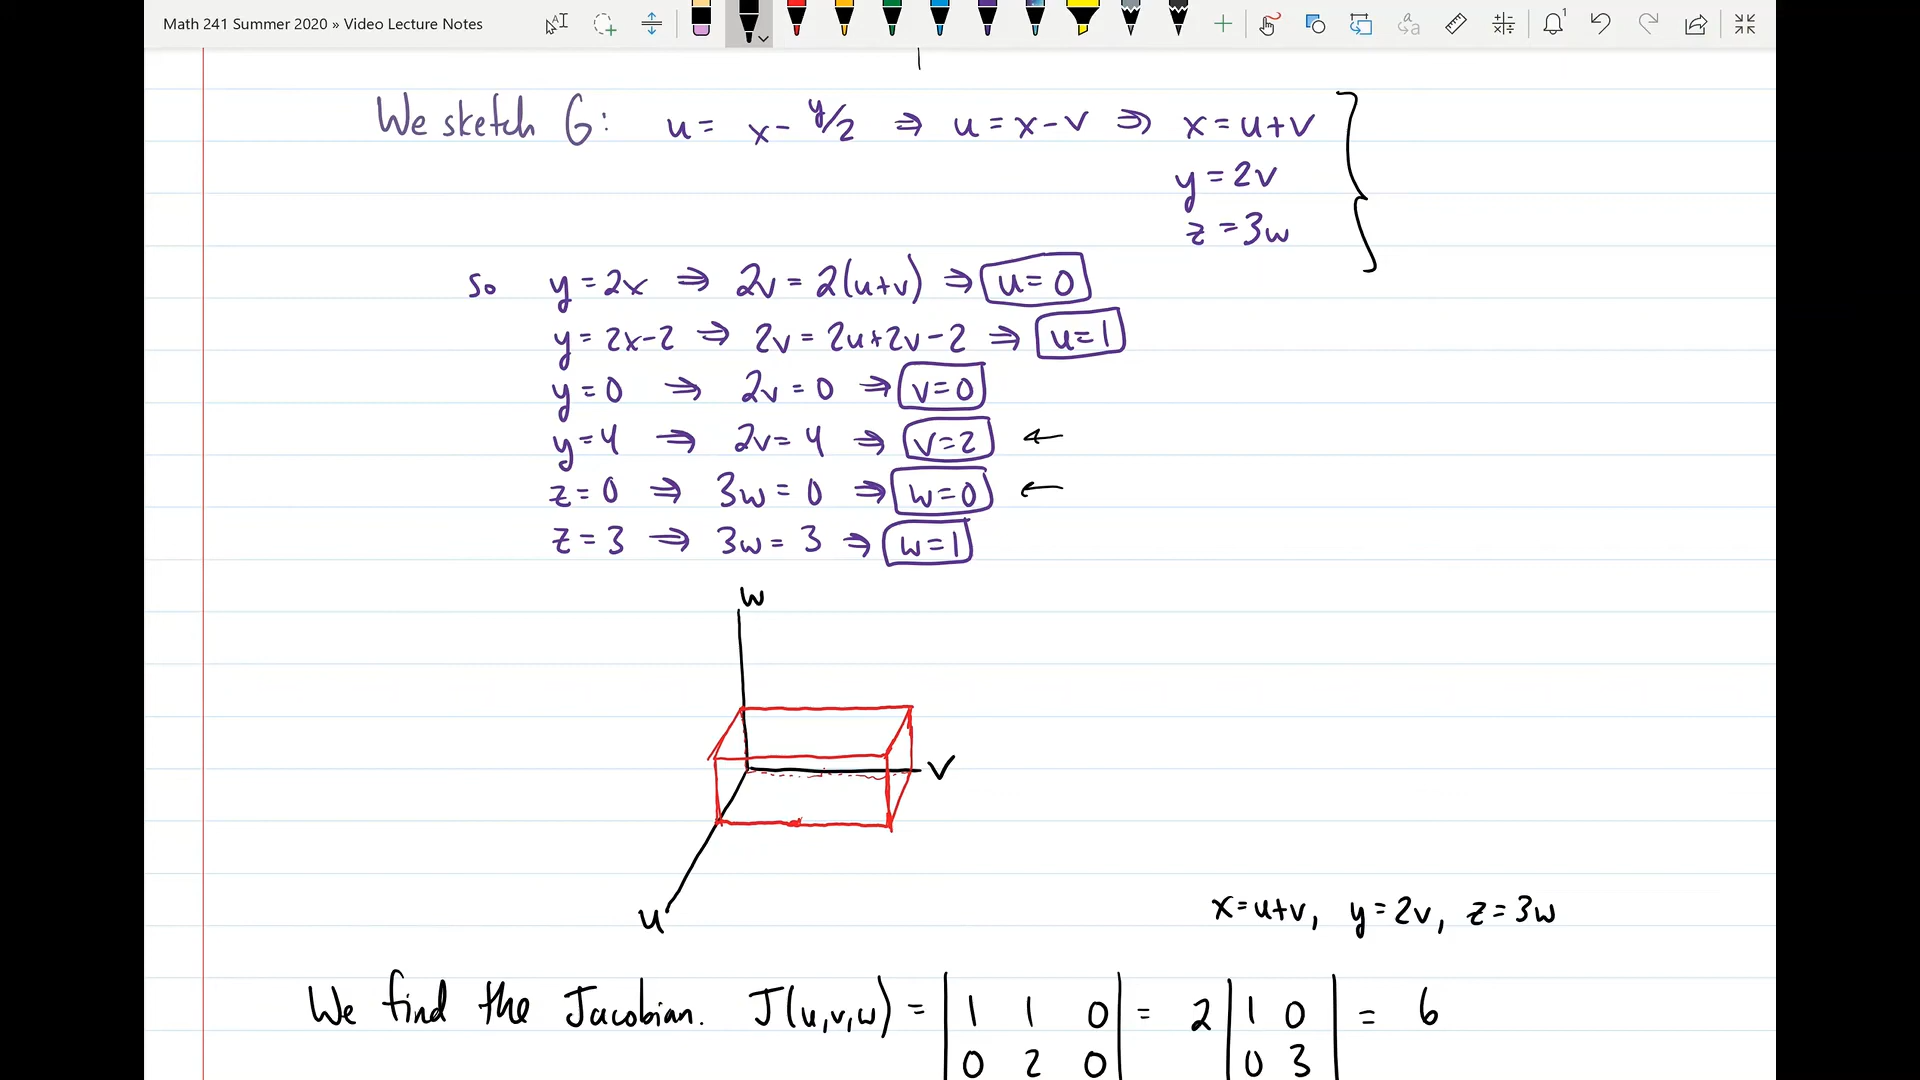 Math 241 Summer 2020 » Video Lecture Notes
We sketch G: u = x - y/2 ⇒ u = x - v ⇒ x = u+v
y = 2v
z = 3w
So y = 2x ⇒ 2v = 2(u+v) ⇒ u = 0
y = 2x-2 ⇒ 2v = 2u+2v-2 ⇒ u=1
y = 0 ⇒ 2v = 0 ⇒ v=0
y = 4 ⇒ 2v = 4 ⇒ v=2 ←
z = 0 ⇒ 3w = 0 ⇒ w=0 ←
z = 3 ⇒ 3w = 3 ⇒ w=1
w
v
u
x=u+v, y=2v, z=3w
We find the Jacobian. J(u,v,w) = | 1 1 0 | = 2 | 1 0 | = 6
0 2 0 0 3